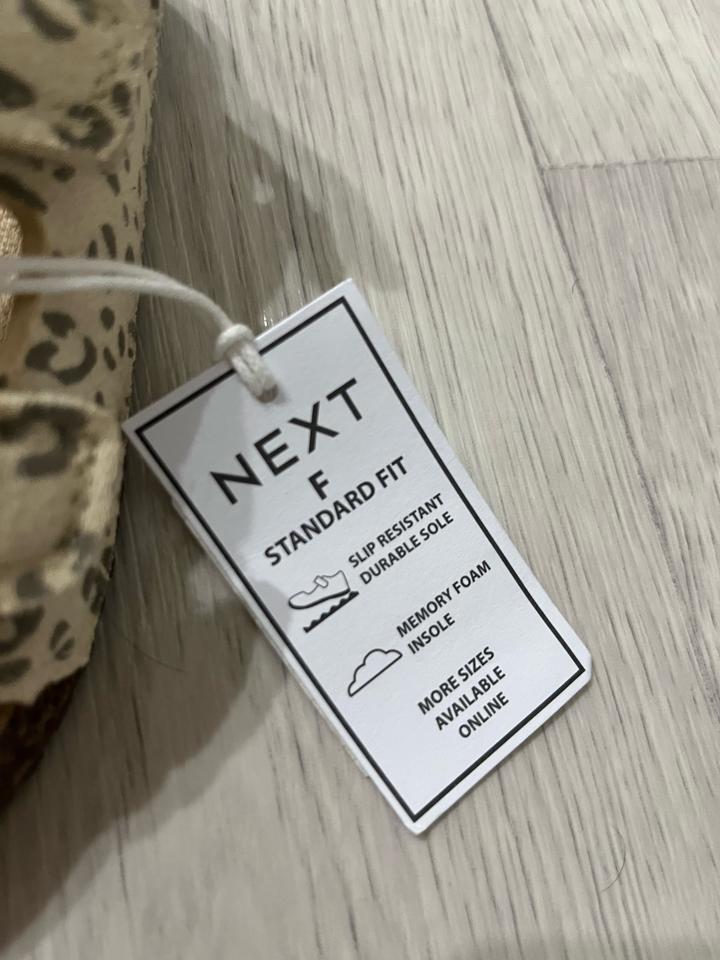 NEXT
F
STANDARD FIT
SLIP RESISTANT
DURABLE SOLE
MEMORY FOAM
INSOLE
MORE SIZES
AVAILABLE
ONLINE